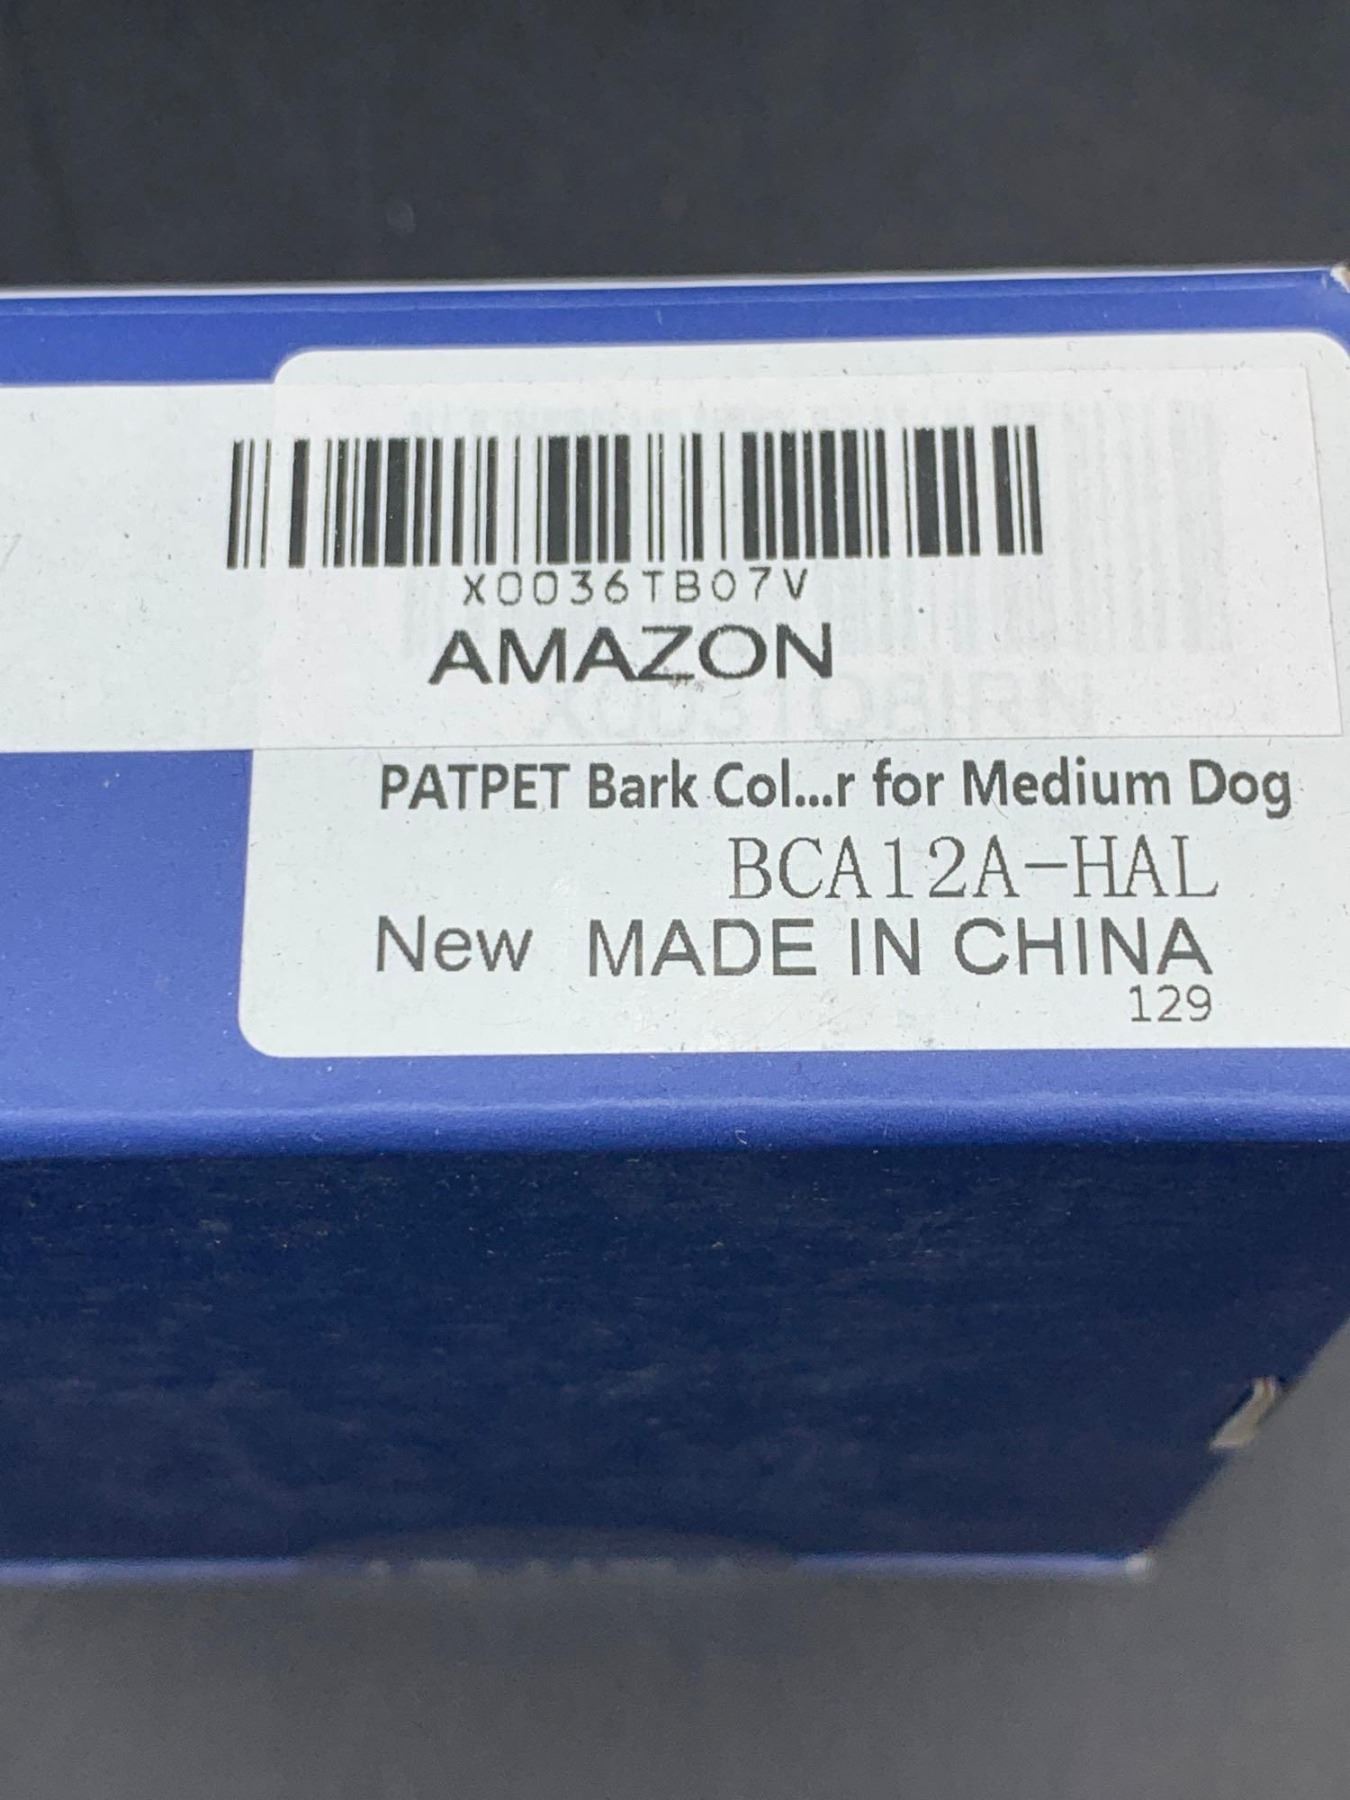 X0036TB07V
AMAZON
PATPET Bark Col...r for Medium Dog
BCA12A-HAL
New MADE IN CHINA
129